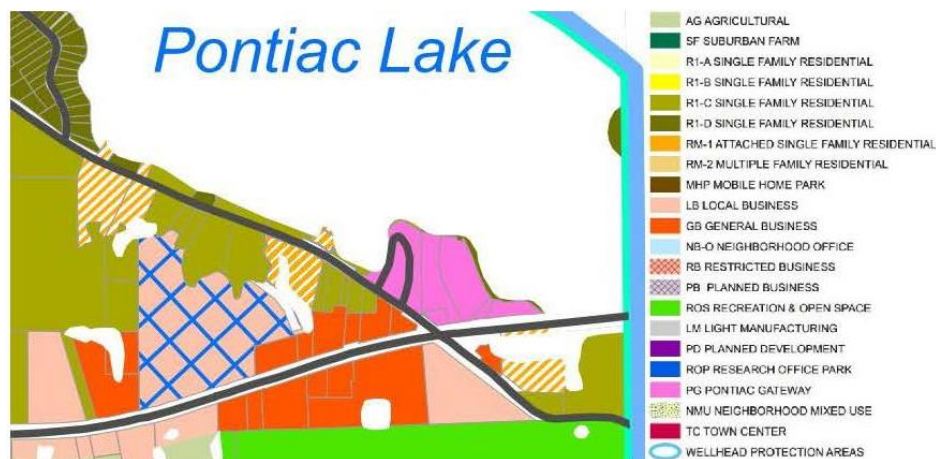 Pontiac Lake
AG AGRICULTURAL
SF SUBURBAN FARM
R1-A SINGLE FAMILY RESIDENTIAL
R1-B SINGLE FAMILY RESIDENTIAL
R1-C SINGLE FAMILY RESIDENTIAL
R1-D SINGLE FAMILY RESIDENTIAL
RM-1 ATTACHED SINGLE FAMILY RESIDENTIAL
RM-2 MULTIPLE FAMILY RESIDENTIAL
MHP MOBILE HOME PARK
LB LOCAL BUSINESS
GB GENERAL BUSINESS
NB-O NEIGHBORHOOD OFFICE
RB RESTRICTED BUSINESS
PB PLANNED BUSINESS
ROS RECREATION & OPEN SPACE
LM LIGHT MANUFACTURING
PD PLANNED DEVELOPMENT
ROP RESEARCH OFFICE PARK
PG PONTIAC GATEWAY
NMU NEIGHBORHOOD MIXED USE
TC TOWN CENTER
WELLHEAD PROTECTION AREAS